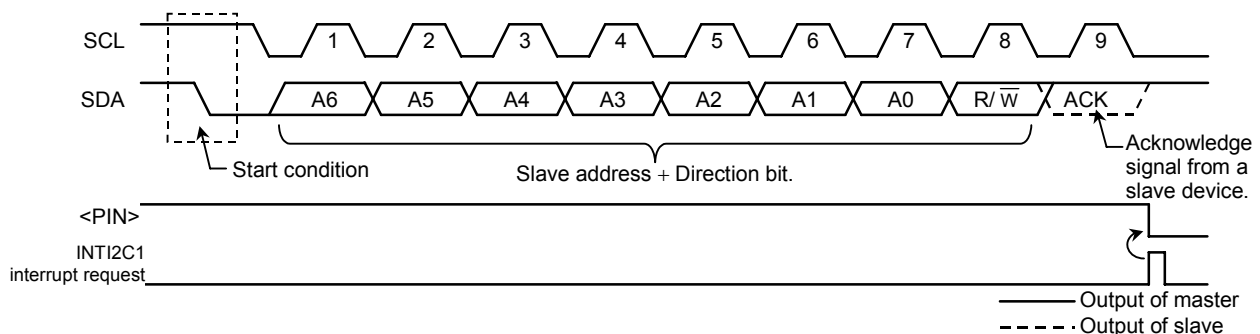 SCL 1 2 3 4 5 6 7 8 9
SDA A6 A5 A4 A3 A2 A1 A0 R/W̅ ACK
Start condition
Slave address + Direction bit.
Acknowledge
signal from a
slave device.
<PIN>
INTI2C1
interrupt request
Output of master
Output of slave